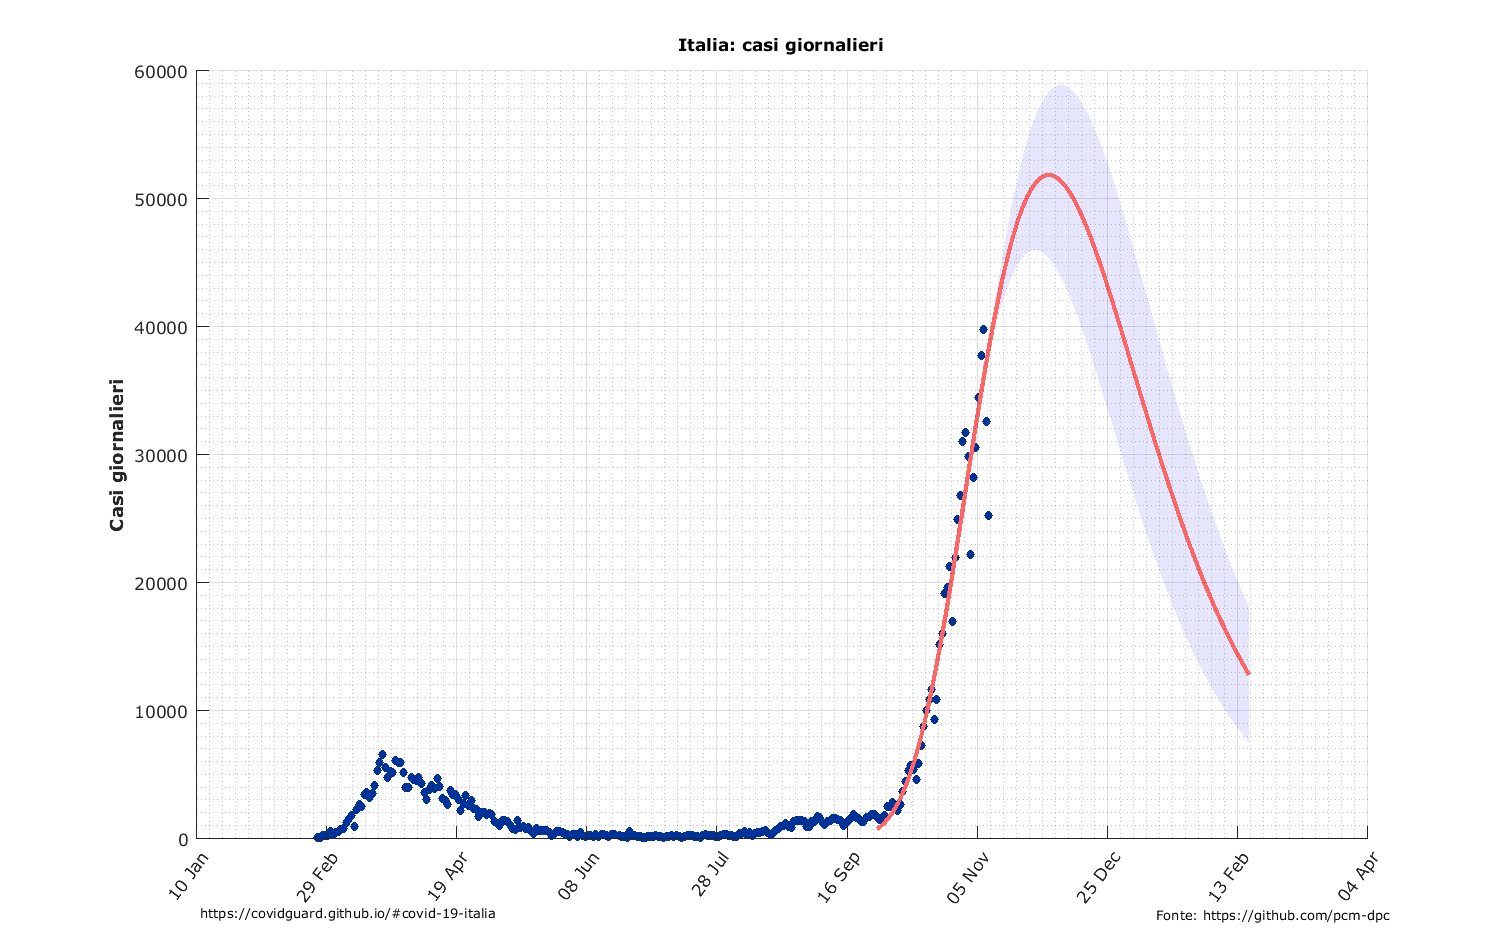 Italia: casi giornalieri
60000
50000
40000
30000
20000
10000
0
Casi giornalieri
10 Jan
29 Feb
19 Apr
08 Jun
28 Jul
16 Sep
05 Nov
25 Dec
13 Feb
04 Apr
https://covidguard.github.io/#covid-19-italia
Fonte: https://github.com/pcm-dpc